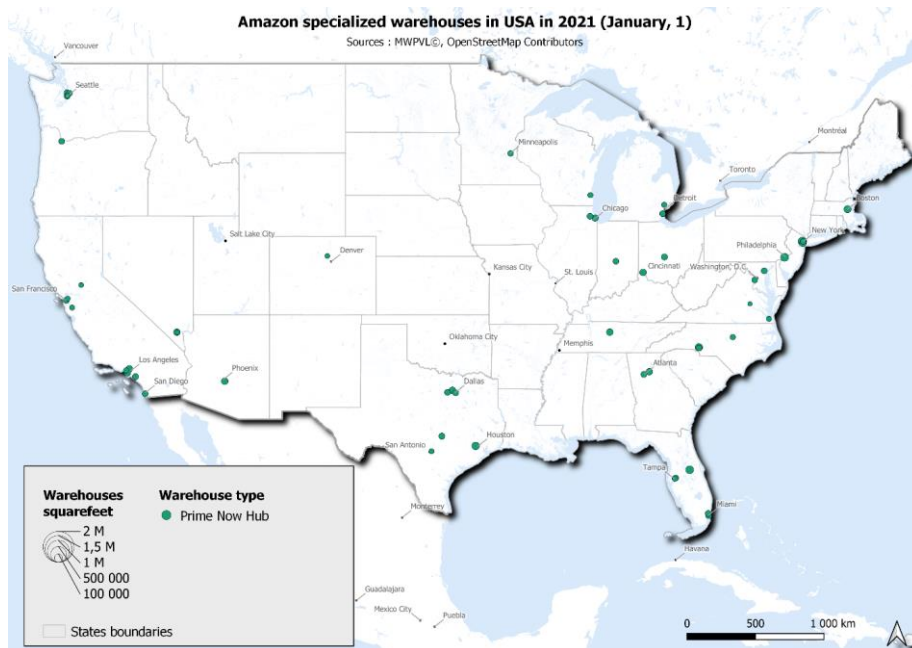 Amazon specialized warehouses in USA in 2021 (January, 1)
Sources : MWPVL©, OpenStreetMap Contributors
Vancouver
Seattle
Montréal
Minneapolis
Toronto
Boston
Detroit
Chicago
New York
Salt Lake City
Philadelphia
Denver
Kansas City
St. Louis
Cincinnati
Washington, D.C.
San Francisco
Oklahoma City
Memphis
Los Angeles
Atlanta
Phoenix
San Diego
Dallas
San Antonio
Houston
Tampa
Miami
Monterrey
Havana
Guadalajara
Mexico City
Puebla
Warehouses
squarefeet
2 M
1,5 M
1 M
500 000
100 000
Warehouse type
Prime Now Hub
States boundaries
0 500 1 000 km